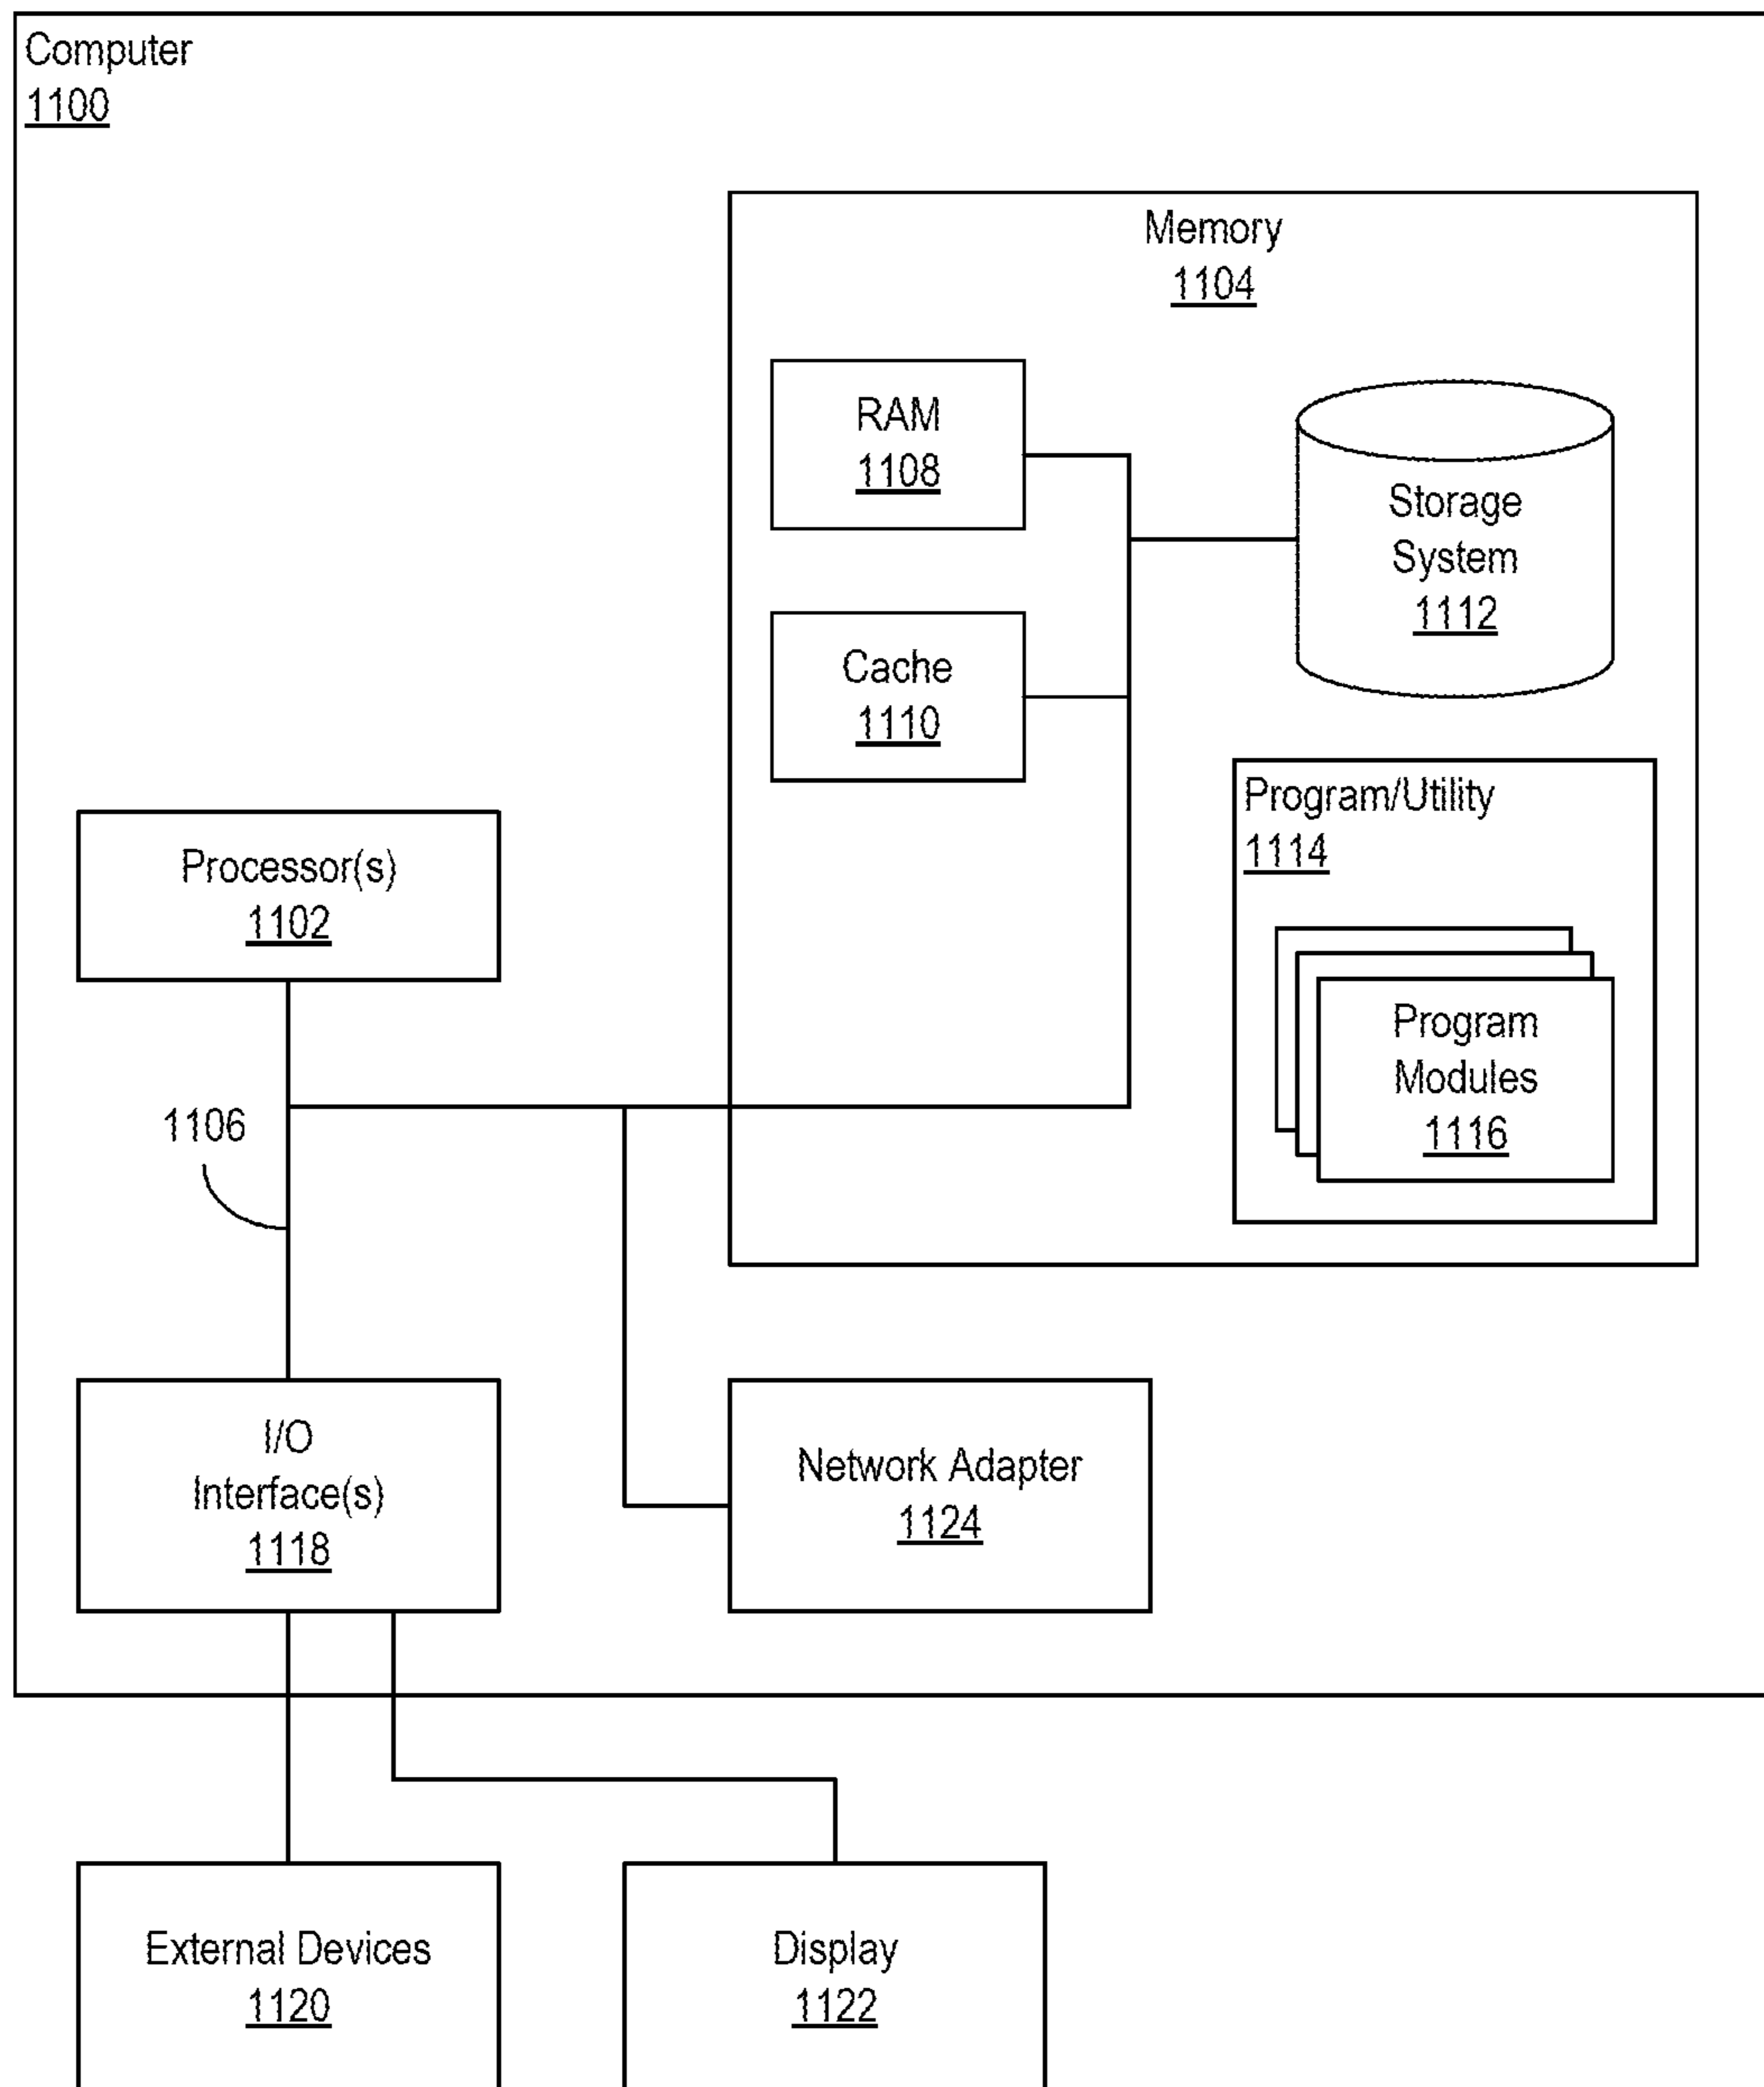 Computer
1100
Memory
1104
RAM
1108
Storage
System
1112
Cache
1110
Program/Utility
1114
Processor(s)
1102
Program
Modules
1116
1106
I/O
Interface(s)
1118
Network Adapter
1124
External Devices
1120
Display
1122